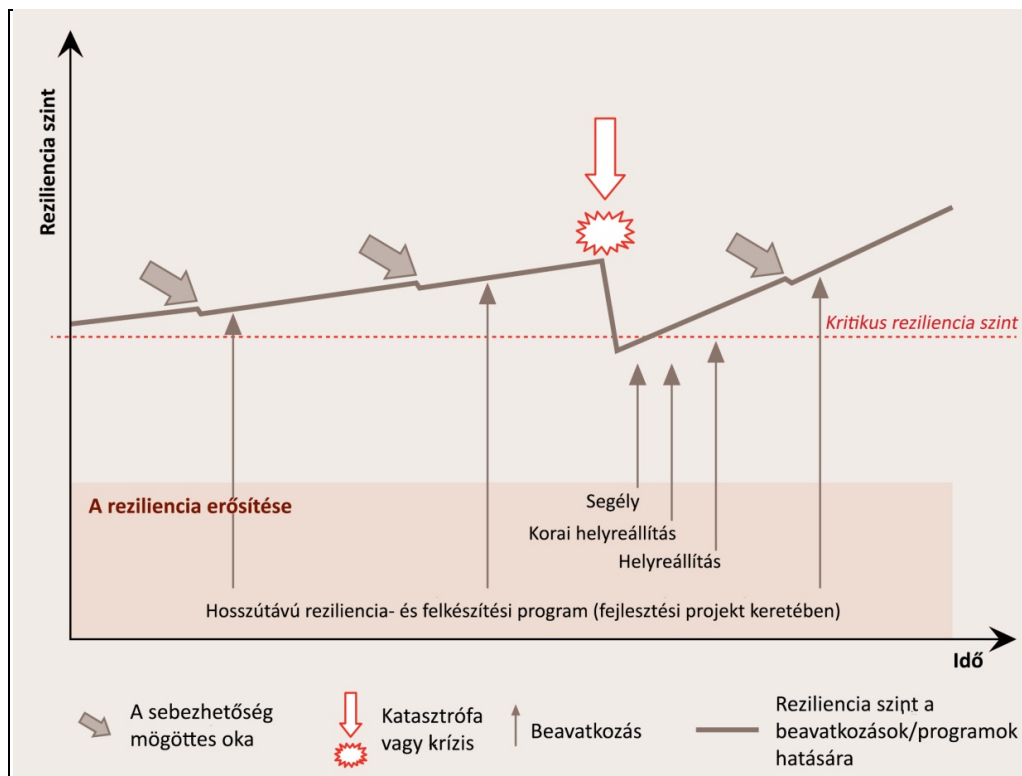 Reziliencia szint
Kritikus reziliencia szint
A reziliencia erősítése
Segély
Korai helyreállítás
Helyreállítás
Hosszútávú reziliencia- és felkészítési program (fejlesztési projekt keretében)
Idő
A sebezhetőség
mögöttes oka
Katasztrófa
vagy krízis
Beavatkozás
Reziliencia szint a
beavatkozások/programok
hatására